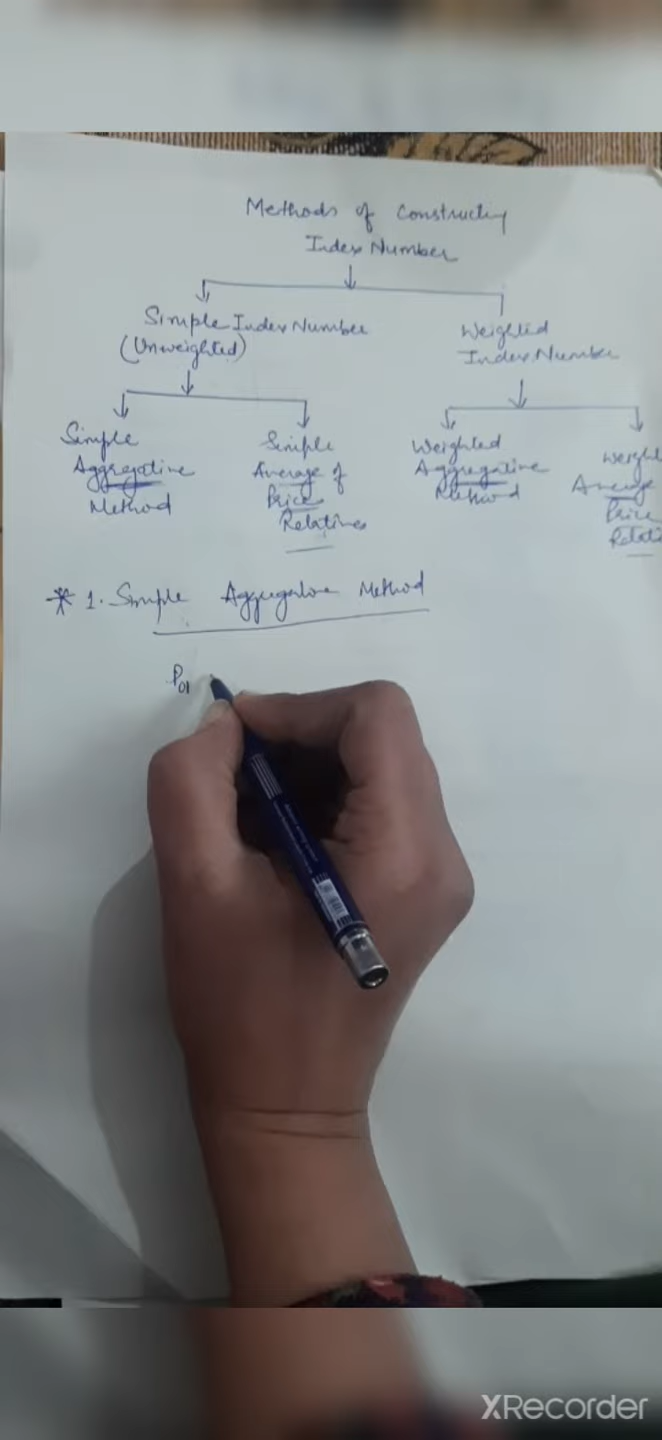 Methods of Constructing
Index Number
Simple Index Number
(Unweighted)
Weighted
Index Number
Simple
Aggregative
Method
Simple
Average of
Price
Relatives
Weighted
Aggregative
Method
Weight
Average
Price
Relati
* 1. Simple Aggregative Method
P01
XRecorder